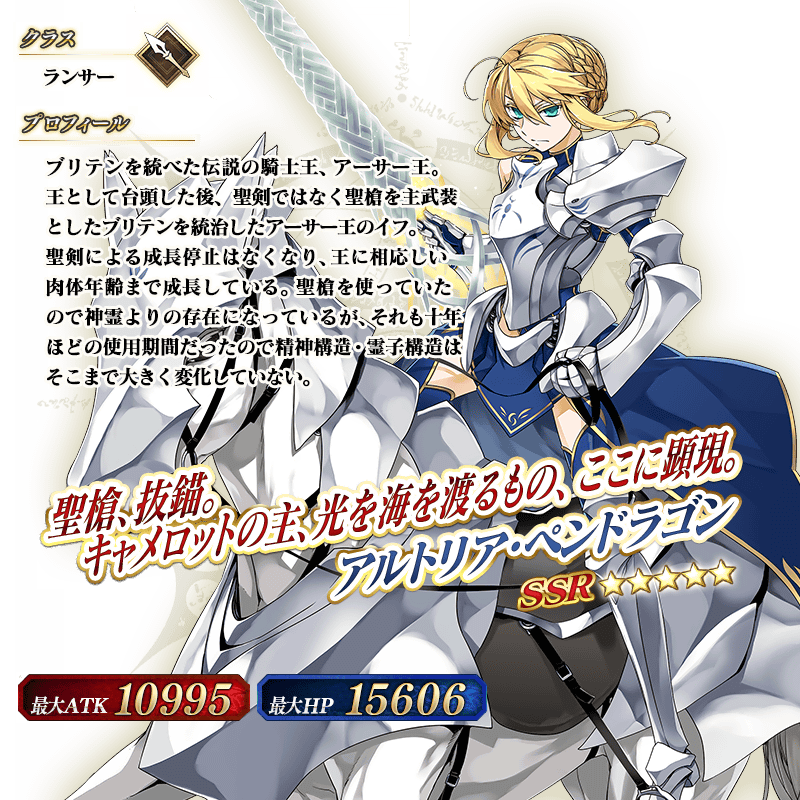 クラス
ランサー
プロフィール
ブリテンを統べた伝説の騎士王、アーサー王。
王として台頭した後、聖剣ではなく聖槍を主武装
としたブリテンを統治したアーサー王のイフ。
聖剣による成長停止はなくなり、王に相応しい
肉体年齢まで成長している。聖槍を使っていた
ので神霊よりの存在になっているが、それも十年
ほどの使用期間だったので精神構造・霊子構造は
そこまで大きく変化していない。
聖槍、抜錨。
キャメロットの主、光を海を渡るもの、ここに顕現。
アルトリア・ペンドラゴン
SSR ★★★★★
最大ATK 10995
最大HP 15606